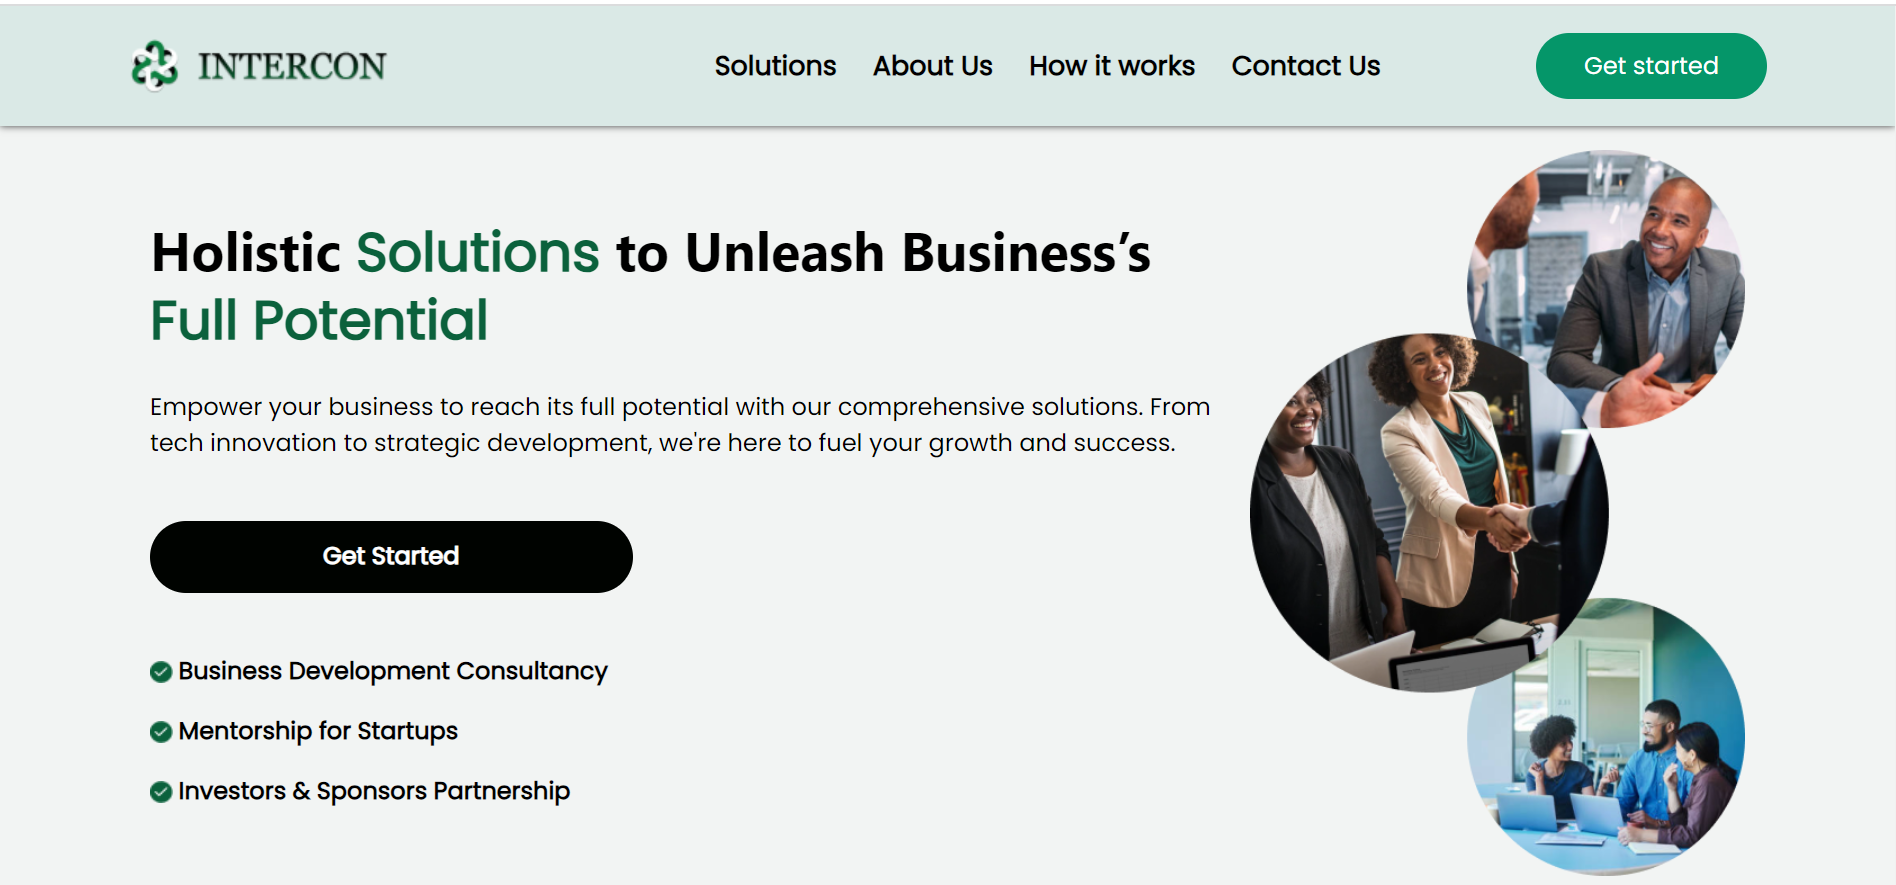 INTERCON
Solutions
About Us
How it works
Contact Us
Get started
Holistic Solutions to Unleash Business’s
Full Potential
Empower your business to reach its full potential with our comprehensive solutions. From
tech innovation to strategic development, we're here to fuel your growth and success.
Get Started
Business Development Consultancy
Mentorship for Startups
Investors & Sponsors Partnership